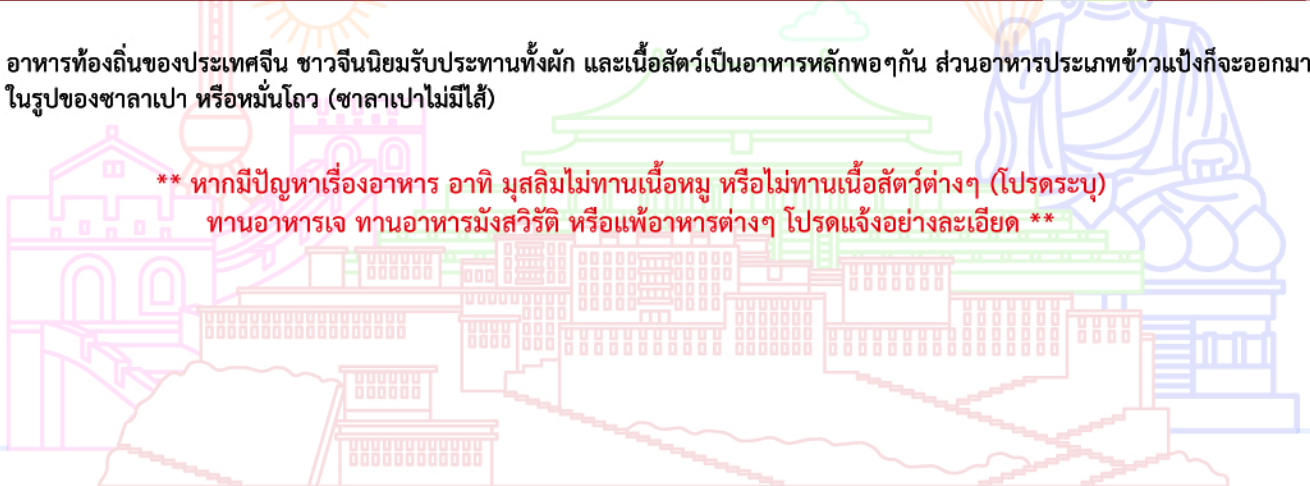 อาหารท้องถิ่นของประเทศจีน ชาวจีนนิยมรับประทานทั้งผัก และเนื้อสัตว์เป็นอาหารหลักพอๆกัน ส่วนอาหารประเภทข้าวแป้งก็จะออกมา
ในรูปของซาลาเปา หรือหมั่นโถว (ซาลาเปาไม่มีไส้)
** หากมีปัญหาเรื่องอาหาร อาทิ มุสลิมไม่ทานเนื้อหมู หรือไม่ทานเนื้อสัตว์ต่างๆ (โปรดระบุ)
ทานอาหารเจ ทานอาหารมังสวิรัติ หรือแพ้อาหารต่างๆ โปรดแจ้งอย่างละเอียด **